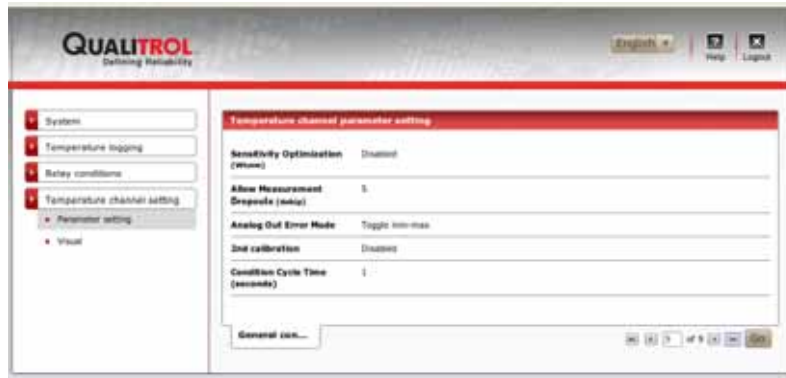 QUALITROL
Defining Reliability
English
Help
Logout
System
Temperature logging
Relay conditions
Temperature channel setting
Parameter setting
Visual
Temperature channel parameter setting
Sensitivity Optimization Disabled
Allow Measurement 5
Dropouts
Analog Out Error Mode Toggle min-max
2nd calibration Disabled
Condition Cycle Time 1
(seconds)
General con...
of 9
Go